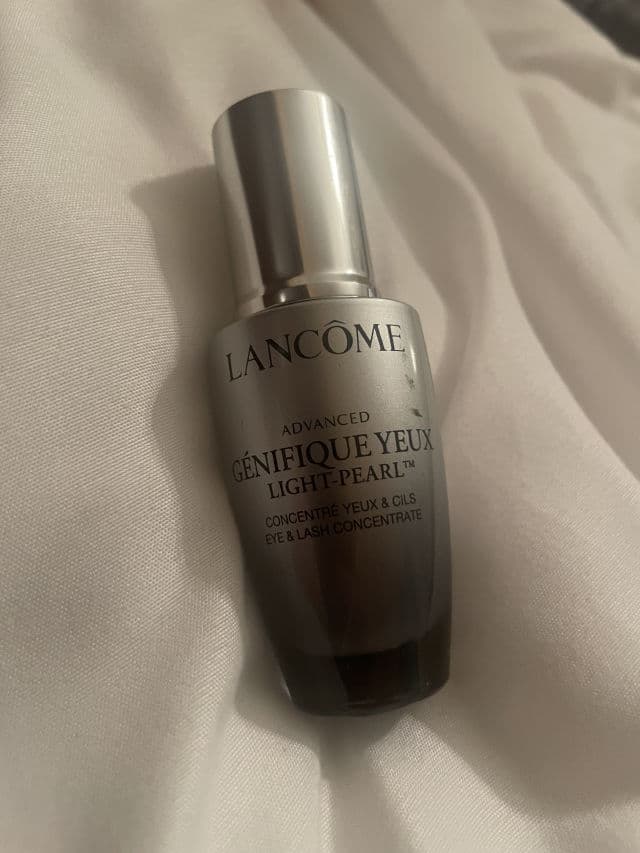 LANCÔME
ADVANCED
GÉNIFIQUE YEUX
LIGHT-PEARL™
CONCENTRÉ YEUX & CILS
EYE & LASH CONCENTRATE